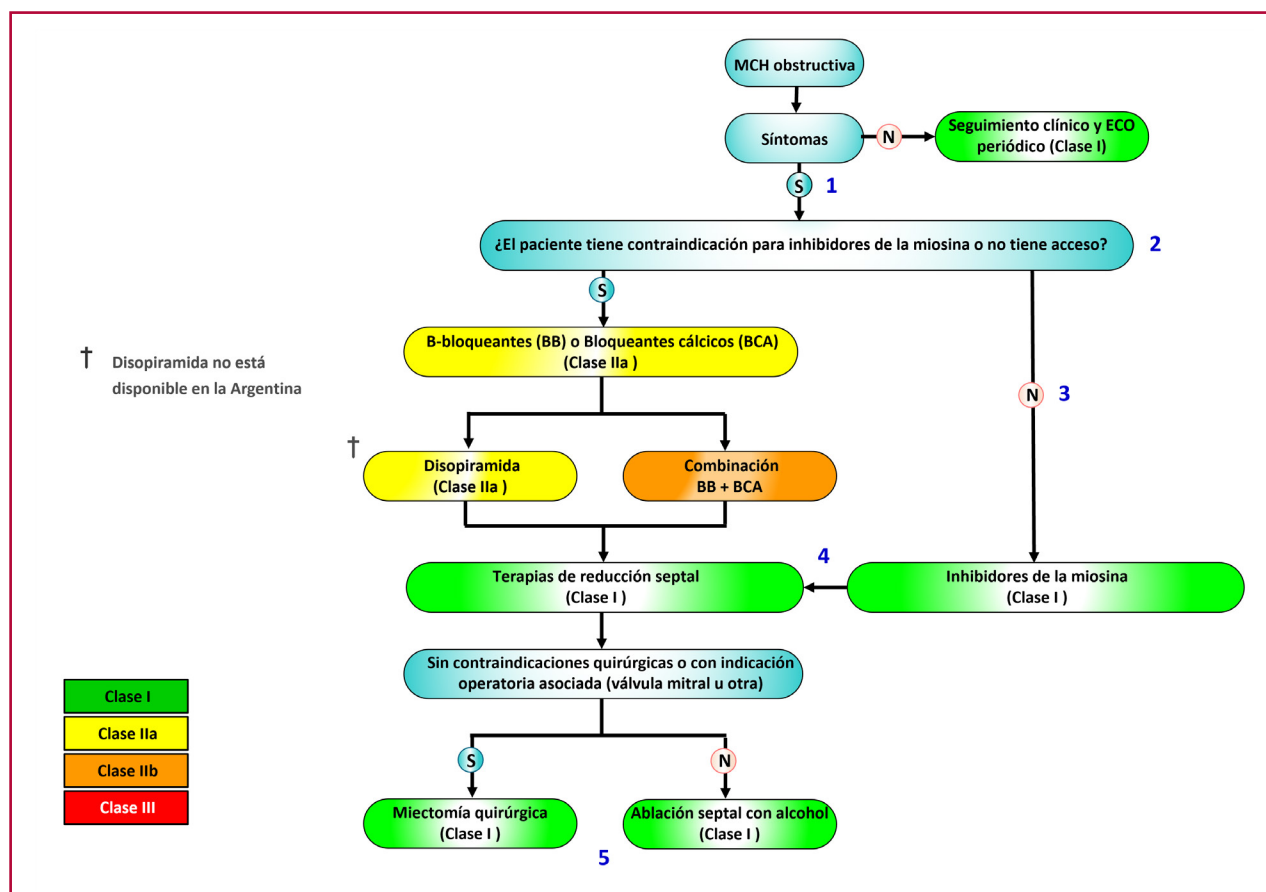 MCH obstructiva
Síntomas
N
Seguimiento clínico y ECO
periódico (Clase I)
S
1
¿El paciente tiene contraindicación para inhibidores de la miosina o no tiene acceso?
2
S
B-bloqueantes (BB) o Bloqueantes cálcicos (BCA)
(Clase IIa )
† Disopiramida no está
disponible en la Argentina
N
3
†
Disopiramida
(Clase IIa )
Combinación
BB + BCA
4
Terapias de reducción septal
(Clase I )
Inhibidores de la miosina
(Clase I )
Sin contraindicaciones quirúrgicas o con indicación
operatoria asociada (válvula mitral u otra)
S
N
Miectomía quirúrgica
(Clase I )
Ablación septal con alcohol
(Clase I )
5
Clase I
Clase IIa
Clase IIb
Clase III